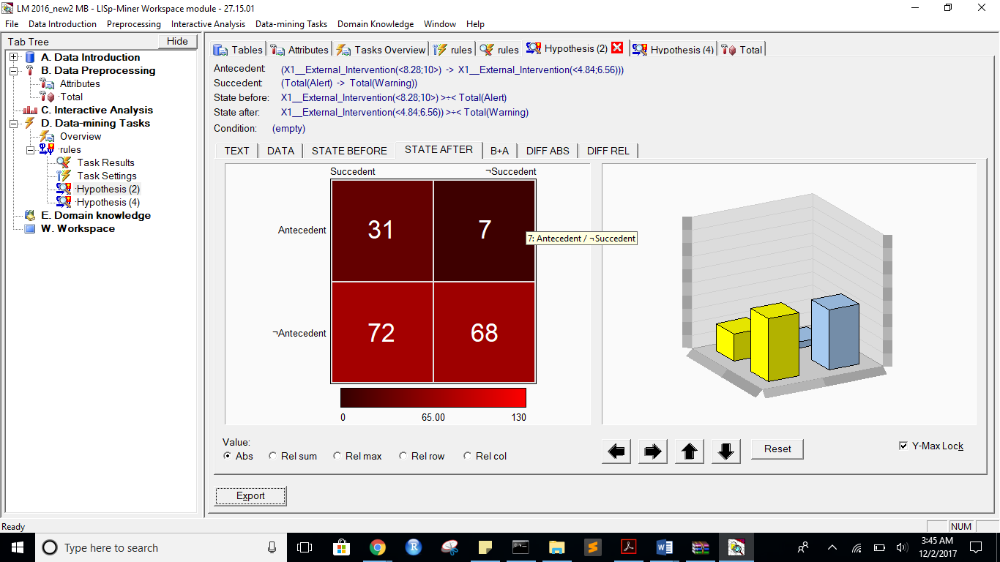 LM 2016_new2 MB - LISp-Miner Workspace module - 27.15.01
File Data Introduction Preprocessing Interactive Analysis Data-mining Tasks Domain Knowledge Window Help
Tab Tree Hide
A. Data Introduction
B. Data Preprocessing
Attributes
Total
C. Interactive Analysis
D. Data-mining Tasks
Overview
rules
Task Results
Task Settings
Hypothesis (2)
Hypothesis (4)
E. Domain knowledge
W. Workspace
Tables Attributes Tasks Overview rules rules Hypothesis (2) Hypothesis (4) Total
Antecedent: (X1__External_Intervention(<8.28;10>) -> X1__External_Intervention(<4.84;6.56)))
Succedent: (Total(Alert) -> Total(Warning))
State before: X1__External_Intervention(<8.28;10>) >÷< Total(Alert)
State after: X1__External_Intervention(<4.84;6.56)) >÷< Total(Warning)
Condition: (empty)
TEXT DATA STATE BEFORE STATE AFTER B+A DIFF ABS DIFF REL
Succedent ¬Succedent
Antecedent 31 7
7: Antecedent / ¬Succedent
¬Antecedent 72 68
0 65.00 130
Value:
Abs Rel sum Rel max Rel row Rel col
Reset
Y-Max Lock
Export
Ready
NUM
Type here to search
3:45 AM
12/2/2017